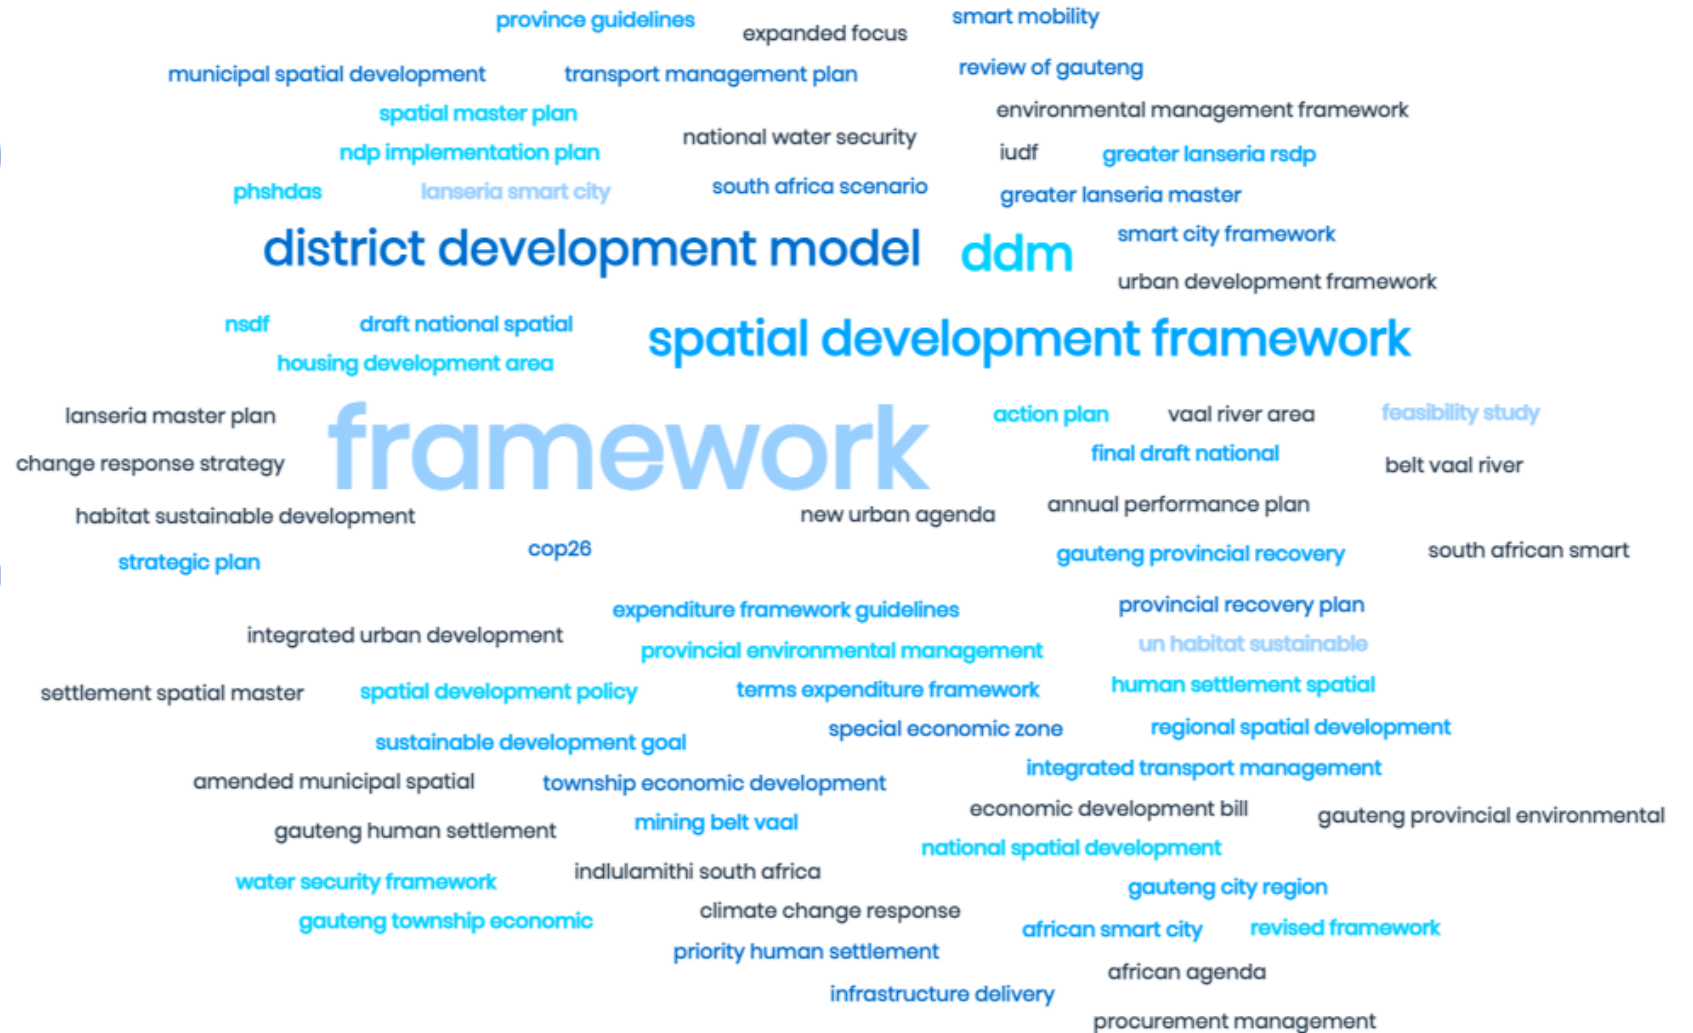 province guidelines
expanded focus
smart mobility
municipal spatial development
transport management plan
review of gauteng
spatial master plan
environmental management framework
national water security
ndp implementation plan
iudf
greater lanseria rsdp
phshdas
lanseria smart city
south africa scenario
greater lanseria master
district development model
ddm
smart city framework
urban development framework
nsdf
draft national spatial
spatial development framework
housing development area
lanseria master plan
framework
action plan
vaal river area
feasibility study
change response strategy
final draft national
belt vaal river
habitat sustainable development
new urban agenda
annual performance plan
strategic plan
cop26
gauteng provincial recovery
south african smart
expenditure framework guidelines
provincial recovery plan
integrated urban development
provincial environmental management
un habitat sustainable
settlement spatial master
spatial development policy
terms expenditure framework
human settlement spatial
sustainable development goal
special economic zone
regional spatial development
amended municipal spatial
township economic development
integrated transport management
gauteng human settlement
mining belt vaal
economic development bill
gauteng provincial environmental
national spatial development
water security framework
indlulamithi south africa
gauteng city region
gauteng township economic
climate change response
african smart city
revised framework
priority human settlement
african agenda
infrastructure delivery
procurement management